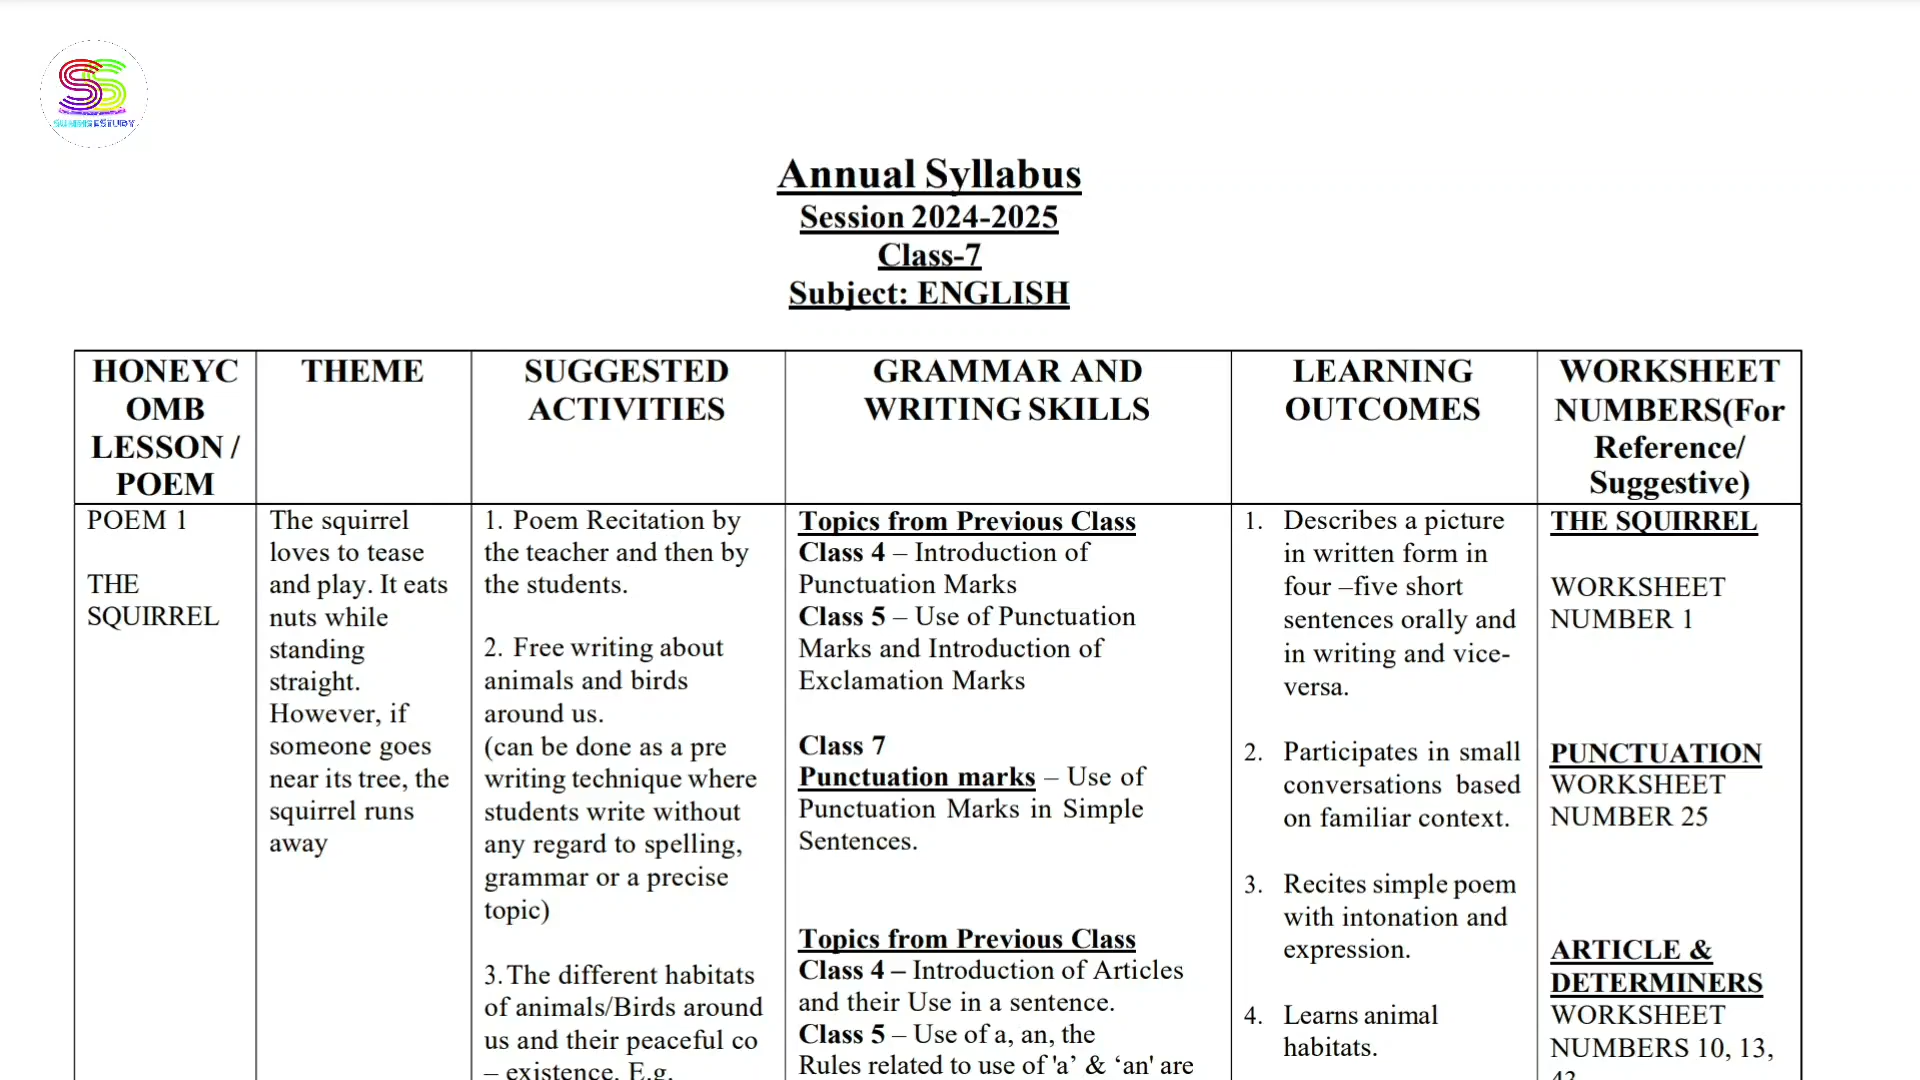 SUNRISESTUDY
Annual Syllabus
Session 2024-2025
Class-7
Subject: ENGLISH
HONEYC
OMB
LESSON /
POEM
THEME
SUGGESTED
ACTIVITIES
GRAMMAR AND
WRITING SKILLS
LEARNING
OUTCOMES
WORKSHEET
NUMBERS(For
Reference/
Suggestive)
POEM 1
THE
SQUIRREL
The squirrel
loves to tease
and play. It eats
nuts while
standing
straight.
However, if
someone goes
near its tree, the
squirrel runs
away
1. Poem Recitation by
the teacher and then by
the students.
2. Free writing about
animals and birds
around us.
(can be done as a pre
writing technique where
students write without
any regard to spelling,
grammar or a precise
topic)
3. The different habitats
of animals/Birds around
us and their peaceful co
– existence. E.g.
Topics from Previous Class
Class 4 – Introduction of
Punctuation Marks
Class 5 – Use of Punctuation
Marks and Introduction of
Exclamation Marks
Class 7
Punctuation marks – Use of
Punctuation Marks in Simple
Sentences.
Topics from Previous Class
Class 4 – Introduction of Articles
and their Use in a sentence.
Class 5 – Use of a, an, the
Rules related to use of 'a’ & ‘an' are
1. Describes a picture
in written form in
four –five short
sentences orally and
in writing and vice-
versa.
2. Participates in small
conversations based
on familiar context.
3. Recites simple poem
with intonation and
expression.
4. Learns animal
habitats.
THE SQUIRREL
WORKSHEET
NUMBER 1
PUNCTUATION
WORKSHEET
NUMBER 25
ARTICLE &
DETERMINERS
WORKSHEET
NUMBERS 10, 13,